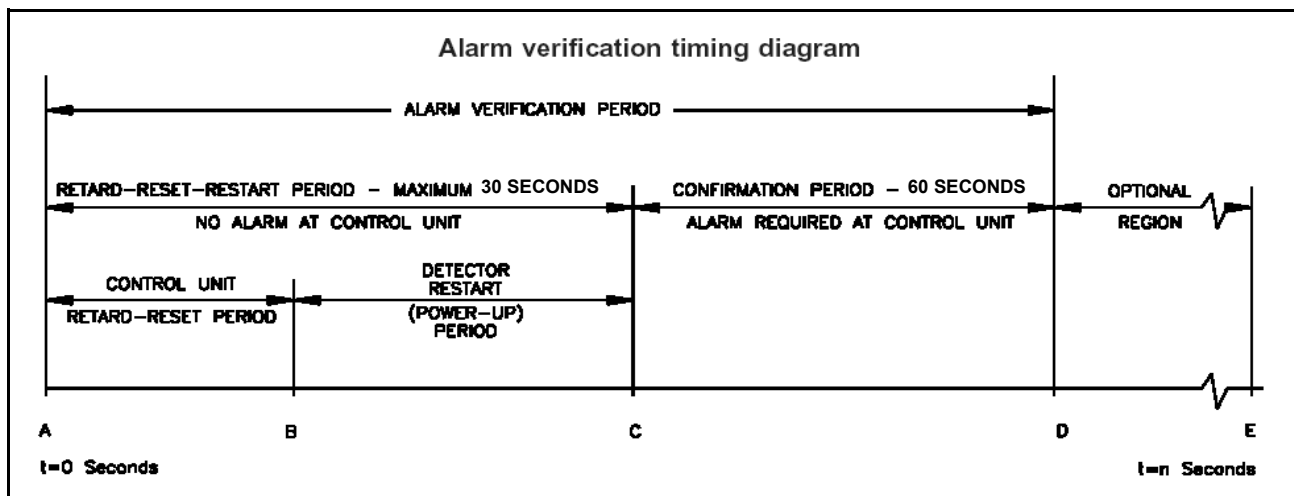 Alarm verification timing diagram
ALARM VERIFICATION PERIOD
RETARD-RESET-RESTART PERIOD - MAXIMUM 30 SECONDS
NO ALARM AT CONTROL UNIT
CONFIRMATION PERIOD - 60 SECONDS
ALARM REQUIRED AT CONTROL UNIT
OPTIONAL
REGION
CONTROL UNIT
RETARD-RESET PERIOD
DETECTOR
RESTART
(POWER-UP)
PERIOD
A B C D E
t=0 Seconds t=n Seconds